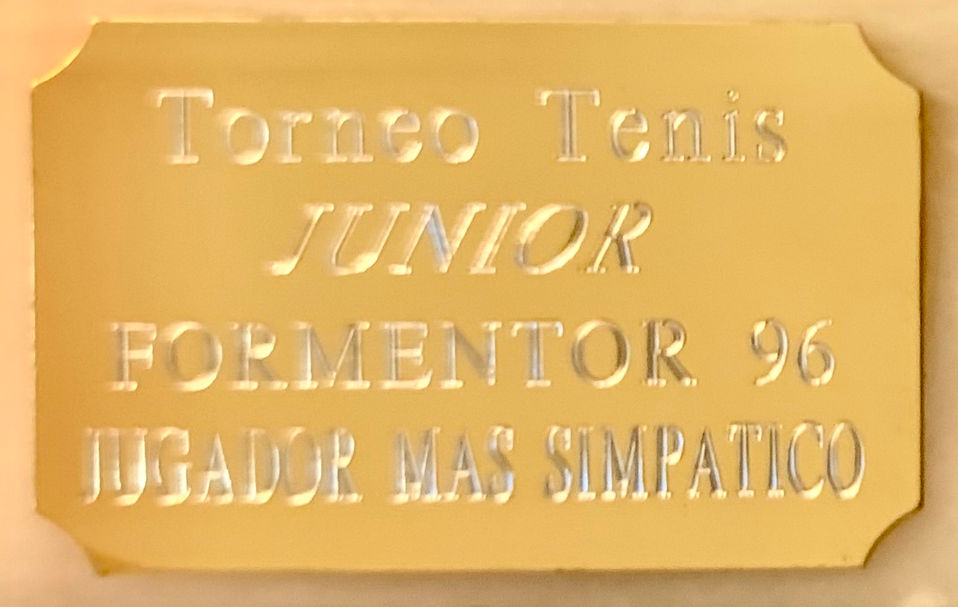 Torneo Tenis
JUNIOR
FORMENTOR 96
JUGADOR MAS SIMPATICO